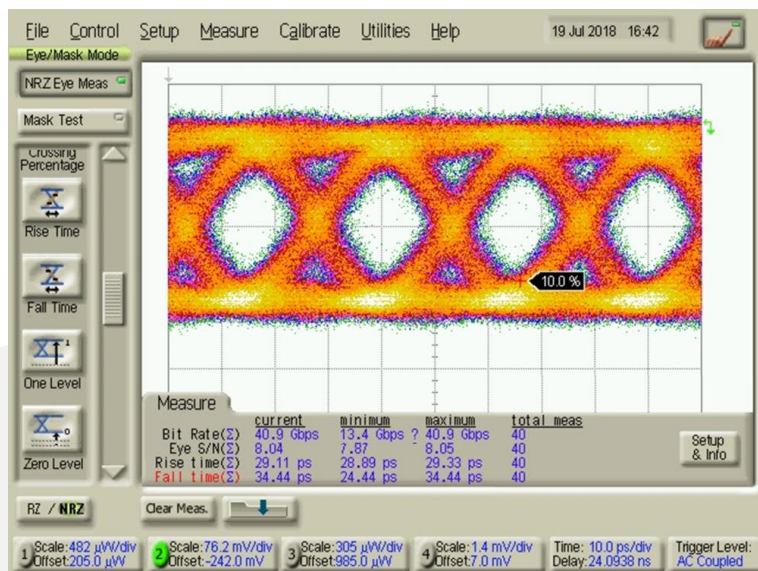 File Control Setup Measure Calibrate Utilities Help 19 Jul 2018 16:42
Eye/Mask Mode
NRZ Eye Meas
Mask Test
Crossing
Percentage
Rise Time
Fall Time
One Level
Zero Level
10.0 %
Measure
current minimum maximum total meas
Bit Rate(Σ) 40.9 Gbps 13.4 Gbps ? 40.9 Gbps 40
Eye S/N(Σ) 8.04 7.87 8.05 40
Rise time(Σ) 29.11 ps 28.89 ps 29.33 ps 40
Fall time(Σ) 34.44 ps 24.44 ps 34.44 ps 40
Setup
& Info
RZ / NRZ
Clear Meas.
1 Scale:482 μW/div
Offset:205.0 μW
2 Scale:76.2 mV/div
Offset:-242.0 mV
3 Scale:305 μW/div
Offset:985.0 μW
4 Scale:1.4 mV/div
Offset:7.0 mV
Time: 10.0 ps/div
Delay:24.0938 ns
Trigger Level:
AC Coupled